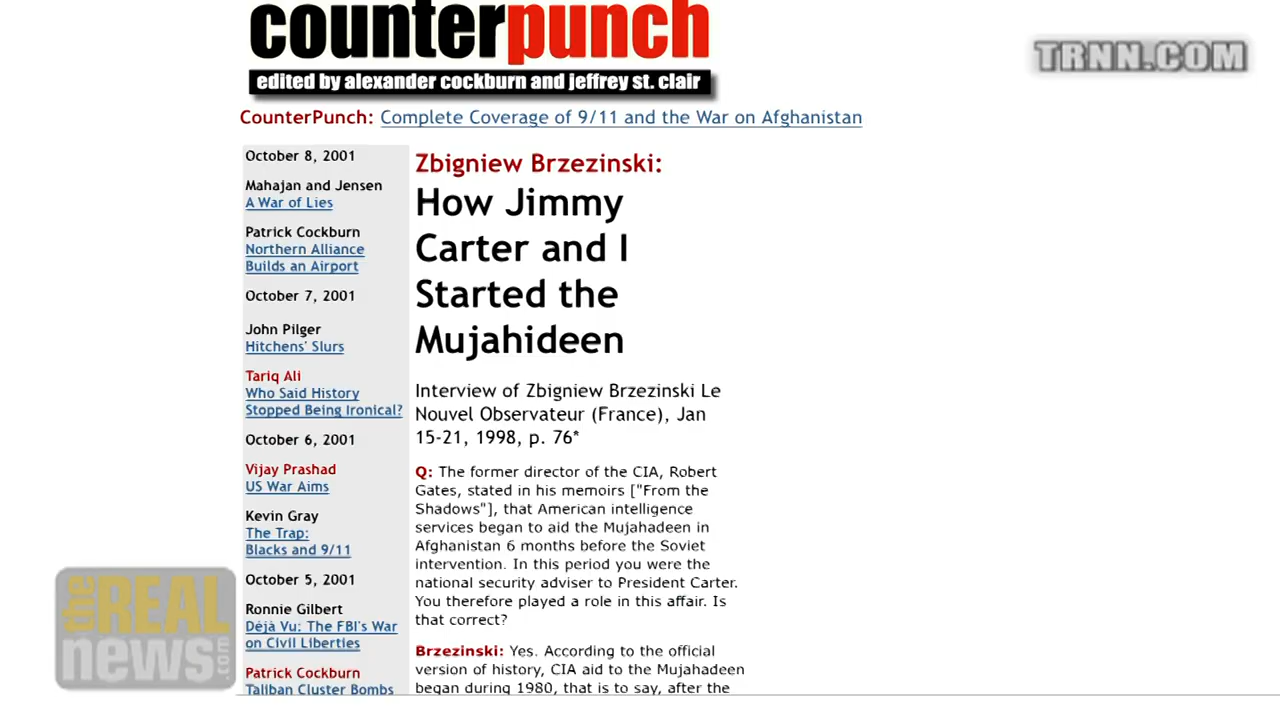 counterpunch
edited by alexander cockburn and jeffrey st. clair
TRNN.COM
CounterPunch: Complete Coverage of 9/11 and the War on Afghanistan
October 8, 2001
Mahajan and Jensen
A War of Lies
Patrick Cockburn
Northern Alliance
Builds an Airport
October 7, 2001
John Pilger
Hitchens' Slurs
Tariq Ali
Who Said History
Stopped Being Ironical?
October 6, 2001
Vijay Prashad
US War Aims
Kevin Gray
The Trap:
Blacks and 9/11
October 5, 2001
Ronnie Gilbert
Déjà Vu: The FBI's War
on Civil Liberties
Patrick Cockburn
Taliban Cluster Bombs
Zbigniew Brzezinski:
How Jimmy
Carter and I
Started the
Mujahideen
Interview of Zbigniew Brzezinski Le
Nouvel Observateur (France), Jan
15-21, 1998, p. 76*
Q: The former director of the CIA, Robert
Gates, stated in his memoirs ["From the
Shadows"], that American intelligence
services began to aid the Mujahadeen in
Afghanistan 6 months before the Soviet
intervention. In this period you were the
national security adviser to President Carter.
You therefore played a role in this affair. Is
that correct?
Brzezinski: Yes. According to the official
version of history, CIA aid to the Mujahadeen
began during 1980, that is to say, after the
the REAL
news.com